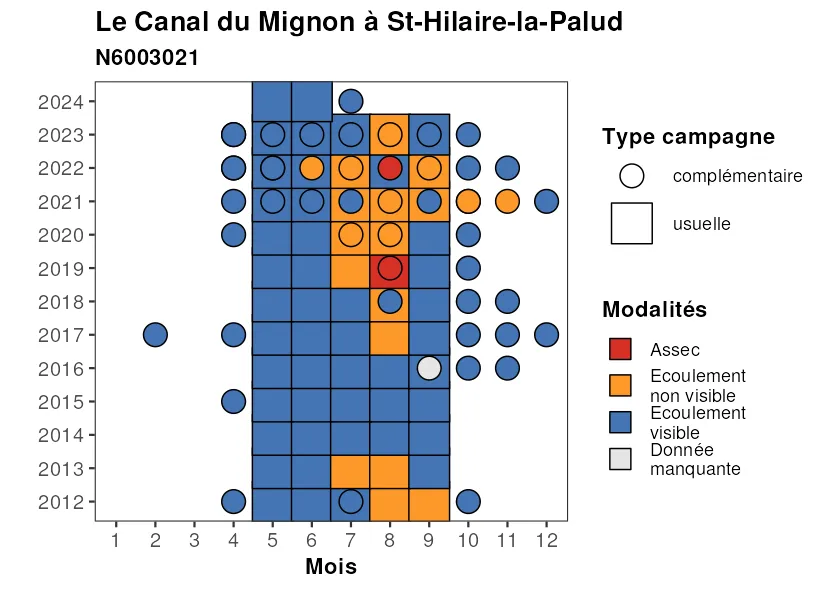 Le Canal du Mignon à St-Hilaire-la-Palud
N6003021
2024
2023
2022
2021
2020
2019
2018
2017
2016
2015
2014
2013
2012
1 2 3 4 5 6 7 8 9 10 11 12
Mois
Type campagne
complémentaire
usuelle
Modalités
Assec
Ecoulement
non visible
Ecoulement
visible
Donnée
manquante